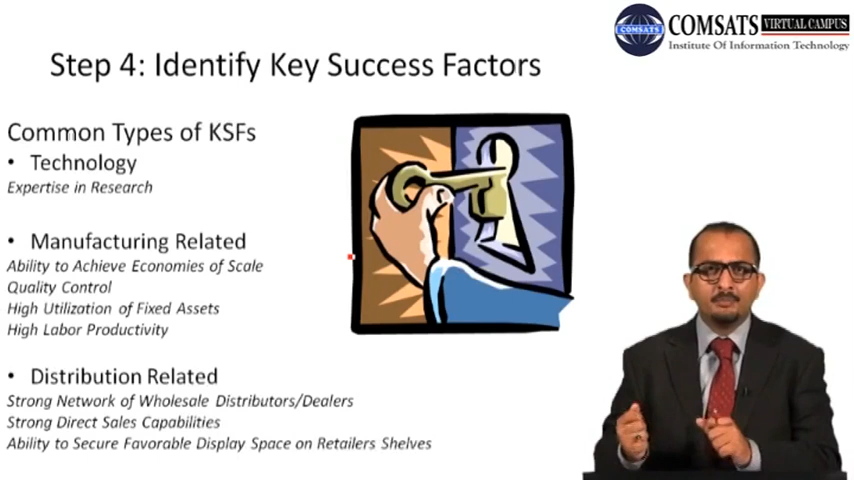 COMSATS VIRTUAL CAMPUS
COMSATS
Institute Of Information Technology
Step 4: Identify Key Success Factors
Common Types of KSFs
• Technology
Expertise in Research
• Manufacturing Related
Ability to Achieve Economies of Scale
Quality Control
High Utilization of Fixed Assets
High Labor Productivity
• Distribution Related
Strong Network of Wholesale Distributors/Dealers
Strong Direct Sales Capabilities
Ability to Secure Favorable Display Space on Retailers Shelves